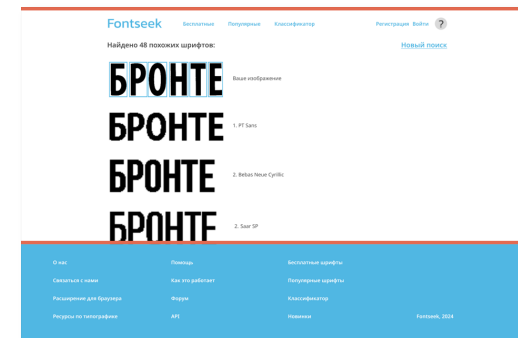 Fontseek Бесплатные Популярные Классификатор Регистрация Войти ?
Найдено 48 похожих шрифтов: Новый поиск
БРОНТЕ Ваше изображение
БРОНТЕ 1. PT Sans
БРОНТЕ 2. Bebas Neue Cyrillic
БРОНТЕ 2. Saar SP
О нас Помощь Бесплатные шрифты
Связаться с нами Как это работает Популярные шрифты
Расширение для браузера Форум Классификатор
Ресурсы по типографике API Новинки Fontseek, 2024